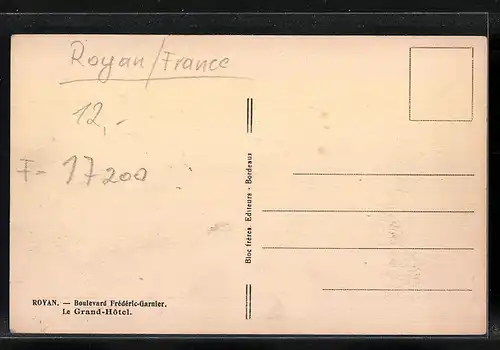 Royan/France
12,-
F- 17200
Bloc frères, Editeurs - Bordeaux
ROYAN. — Boulevard Frédéric-Garnier.
Le Grand-Hôtel.